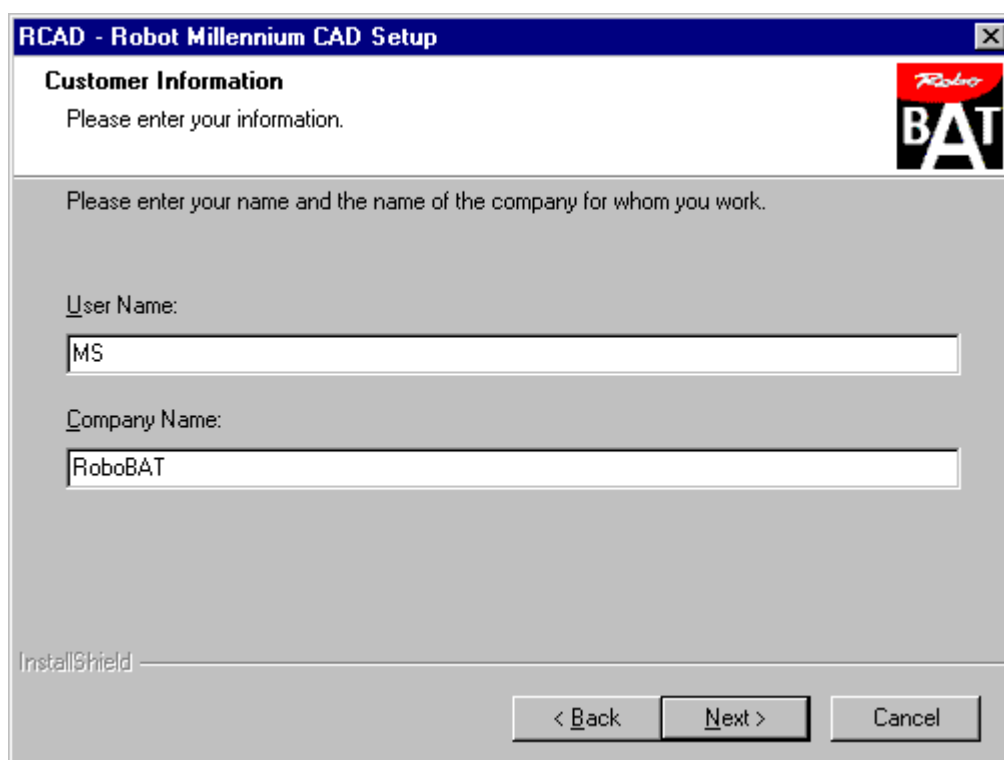 RCAD - Robot Millennium CAD Setup
Customer Information
Please enter your information.
Robo
BAT
Please enter your name and the name of the company for whom you work.
User Name:
MS
Company Name:
RoboBAT
InstallShield
< Back Next > Cancel